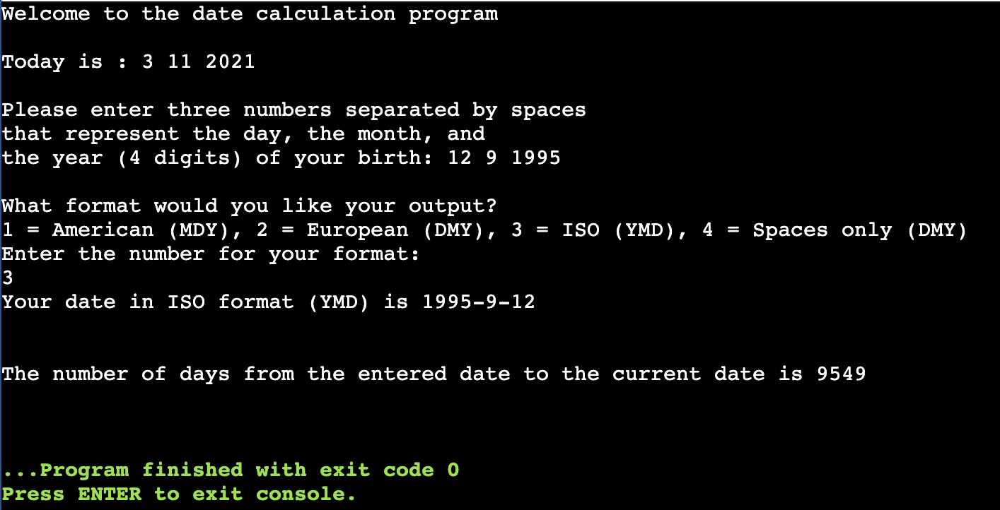 Welcome to the date calculation program
Today is : 3 11 2021
Please enter three numbers separated by spaces
that represent the day, the month, and
the year (4 digits) of your birth: 12 9 1995
What format would you like your output?
1 = American (MDY), 2 = European (DMY), 3 = ISO (YMD), 4 = Spaces only (DMY)
Enter the number for your format:
3
Your date in ISO format (YMD) is 1995-9-12
The number of days from the entered date to the current date is 9549
...Program finished with exit code 0
Press ENTER to exit console.